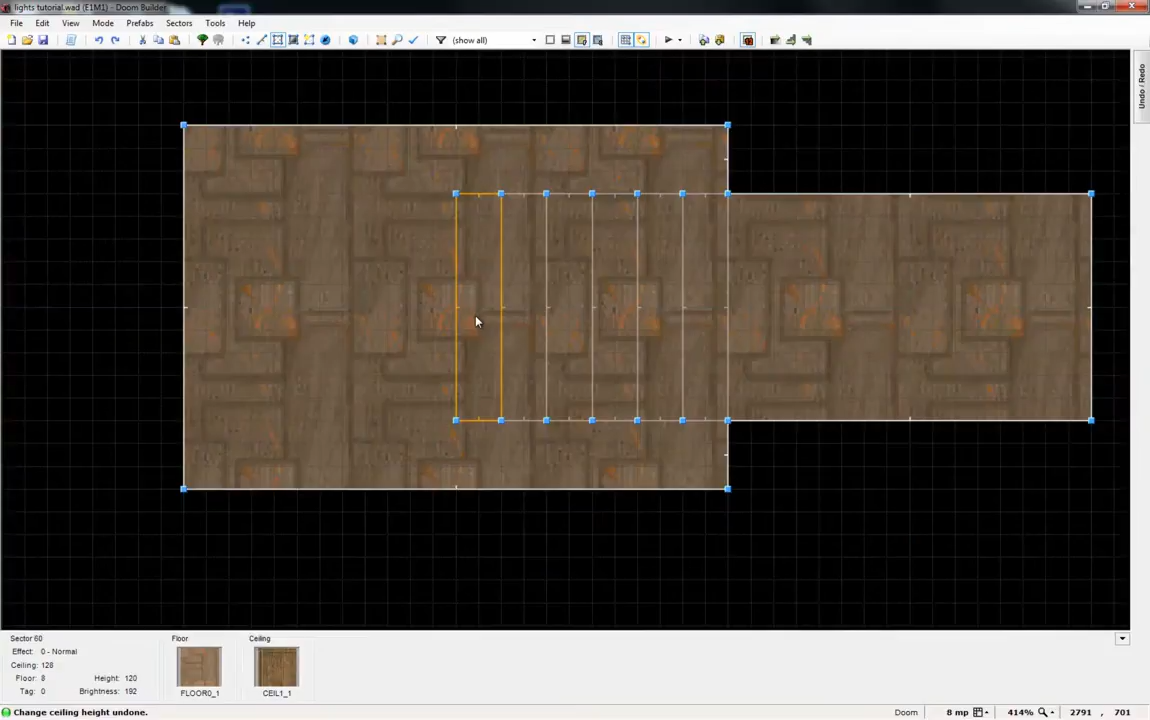 lights tutorial.wad (E1M1) - Doom Builder
File Edit View Mode Prefabs Sectors Tools Help
(show all)
Undo / Redo
Sector 60
Effect: 0 - Normal
Ceiling: 128
Floor: 8 Height: 120
Tag: 0 Brightness: 192
Floor
FLOOR0_1
Ceiling
CEIL1_1
Change ceiling height undone.
Doom 8 mp 414% 2791 , 701